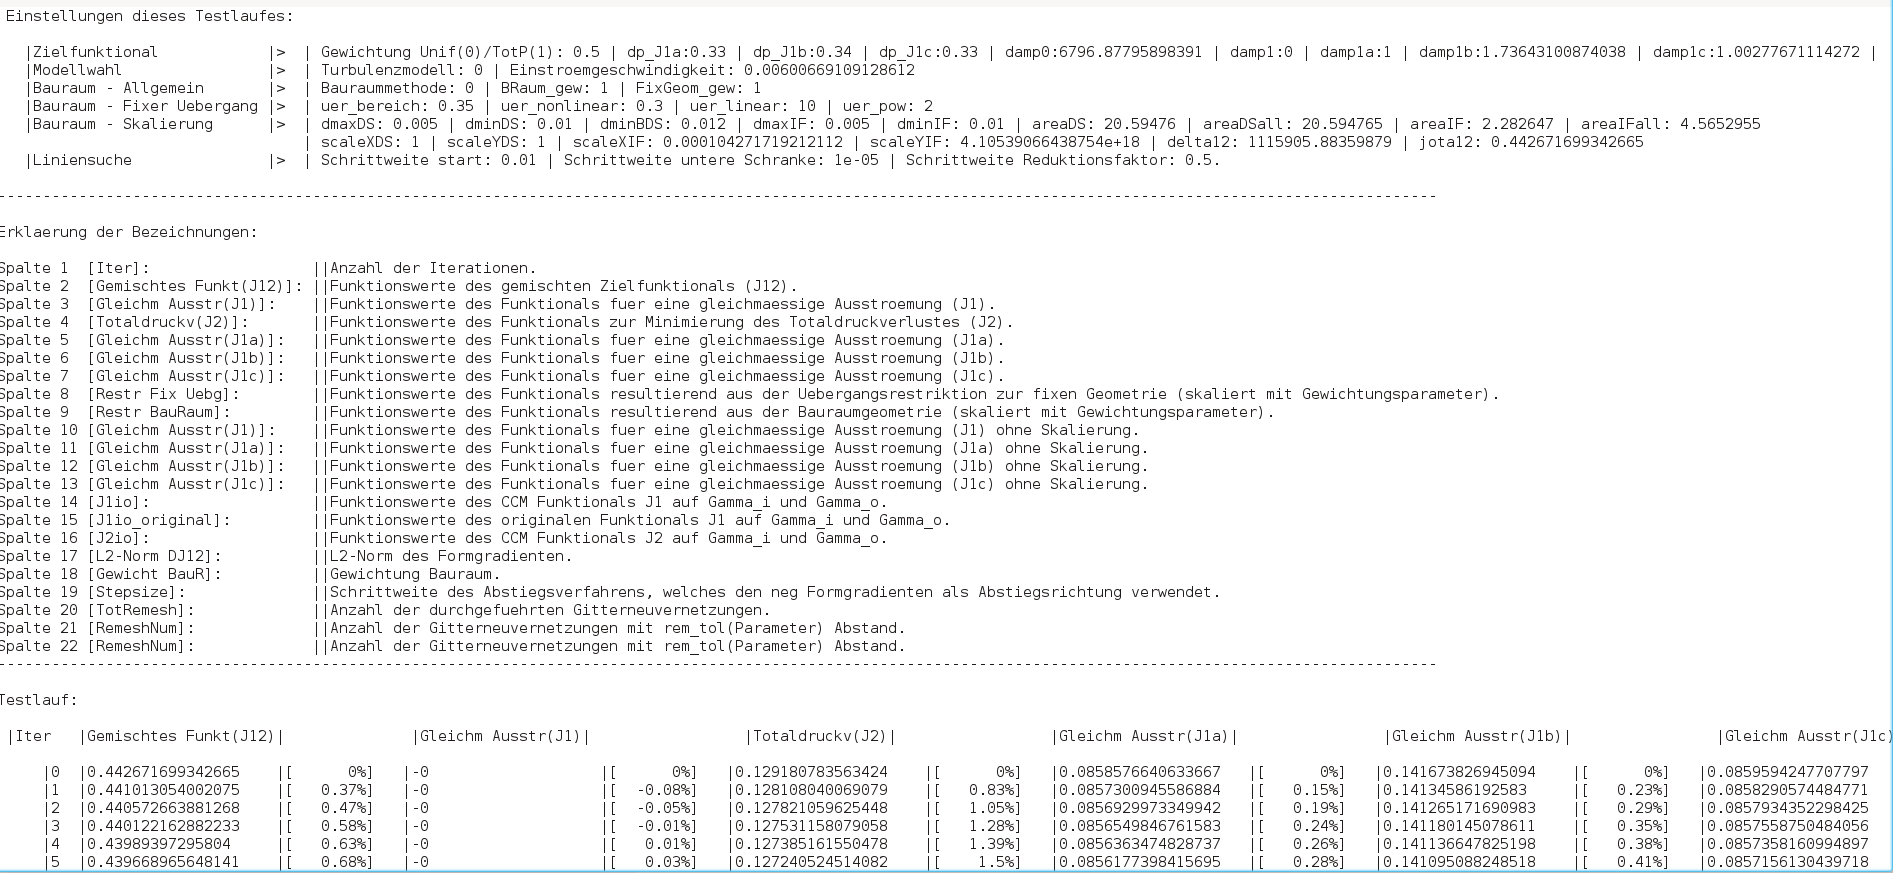 Einstellungen dieses Testlaufes:
|Zielfunktional |> | Gewichtung Unif(0)/TotP(1): 0.5 | dp_J1a:0.33 | dp_J1b:0.34 | dp_J1c:0.33 | damp0:6796.87795898391 | damp1:0 | damp1a:1 | damp1b:1.73643100874038 | damp1c:1.00277671114272 |
|Modellwahl |> | Turbulenzmodell: 0 | Einstroemgeschwindigkeit: 0.00600669109128612
|Bauraum - Allgemein |> | Bauraummethode: 0 | BRaum_gew: 1 | FixGeom_gew: 1
|Bauraum - Fixer Uebergang |> | uer_bereich: 0.35 | uer_nonlinear: 0.3 | uer_linear: 10 | uer_pow: 2
|Bauraum - Skalierung |> | dmaxDS: 0.005 | dminDS: 0.01 | dminBDS: 0.012 | dmaxIF: 0.005 | dminIF: 0.01 | areaDS: 20.59476 | areaDSall: 20.594765 | areaIF: 2.282647 | areaIFall: 4.5652955
| scaleXDS: 1 | scaleYDS: 1 | scaleXIF: 0.000104271719212112 | scaleYIF: 4.10539066438754e+18 | delta12: 1115905.88359879 | jota12: 0.442671699342665
|Liniensuche |> | Schrittweite start: 0.01 | Schrittweite untere Schranke: 1e-05 | Schrittweite Reduktionsfaktor: 0.5.
----------------------------------------------------------------------------------------------------------------------------------------------------------------
Erklaerung der Bezeichnungen:
Spalte 1 [Iter]: ||Anzahl der Iterationen.
Spalte 2 [Gemischtes Funkt(J12)]: ||Funktionswerte des gemischten Zielfunktionals (J12).
Spalte 3 [Gleichm Ausstr(J1)]: ||Funktionswerte des Funktionals fuer eine gleichmaessige Ausstroemung (J1).
Spalte 4 [Totaldruckv(J2)]: ||Funktionswerte des Funktionals zur Minimierung des Totaldruckverlustes (J2).
Spalte 5 [Gleichm Ausstr(J1a)]: ||Funktionswerte des Funktionals fuer eine gleichmaessige Ausstroemung (J1a).
Spalte 6 [Gleichm Ausstr(J1b)]: ||Funktionswerte des Funktionals fuer eine gleichmaessige Ausstroemung (J1b).
Spalte 7 [Gleichm Ausstr(J1c)]: ||Funktionswerte des Funktionals fuer eine gleichmaessige Ausstroemung (J1c).
Spalte 8 [Restr Fix Uebg]: ||Funktionswerte des Funktionals resultierend aus der Uebergangsrestriktion zur fixen Geometrie (skaliert mit Gewichtungsparameter).
Spalte 9 [Restr BauRaum]: ||Funktionswerte des Funktionals resultierend aus der Bauraumgeometrie (skaliert mit Gewichtungsparameter).
Spalte 10 [Gleichm Ausstr(J1)]: ||Funktionswerte des Funktionals fuer eine gleichmaessige Ausstroemung (J1) ohne Skalierung.
Spalte 11 [Gleichm Ausstr(J1a)]: ||Funktionswerte des Funktionals fuer eine gleichmaessige Ausstroemung (J1a) ohne Skalierung.
Spalte 12 [Gleichm Ausstr(J1b)]: ||Funktionswerte des Funktionals fuer eine gleichmaessige Ausstroemung (J1b) ohne Skalierung.
Spalte 13 [Gleichm Ausstr(J1c)]: ||Funktionswerte des Funktionals fuer eine gleichmaessige Ausstroemung (J1c) ohne Skalierung.
Spalte 14 [J1io]: ||Funktionswerte des CCM Funktionals J1 auf Gamma_i und Gamma_o.
Spalte 15 [J1io_original]: ||Funktionswerte des originalen Funktionals J1 auf Gamma_i und Gamma_o.
Spalte 16 [J2io]: ||Funktionswerte des CCM Funktionals J2 auf Gamma_i und Gamma_o.
Spalte 17 [L2-Norm DJ12]: ||L2-Norm des Formgradienten.
Spalte 18 [Gewicht BauR]: ||Gewichtung Bauraum.
Spalte 19 [Stepsize]: ||Schrittweite des Abstiegsverfahrens, welches den neg Formgradienten als Abstiegsrichtung verwendet.
Spalte 20 [TotRemesh]: ||Anzahl der durchgefuehrten Gitterneuvernetzungen.
Spalte 21 [RemeshNum]: ||Anzahl der Gitterneuvernetzungen mit rem_tol(Parameter) Abstand.
Spalte 22 [RemeshNum]: ||Anzahl der Gitterneuvernetzungen mit rem_tol(Parameter) Abstand.
----------------------------------------------------------------------------------------------------------------------------------------------------------------
Testlauf:
|Iter |Gemischtes Funkt(J12)| |Gleichm Ausstr(J1)| |Totaldruckv(J2)| |Gleichm Ausstr(J1a)| |Gleichm Ausstr(J1b)| |Gleichm Ausstr(J1c)
|0 |0.442671699342665 |[ 0%] |-0 |[ 0%] |0.129180783563424 |[ 0%] |0.0858576640633667 |[ 0%] |0.141673826945094 |[ 0%] |0.0859594247707797
|1 |0.441013054002075 |[ 0.37%] |-0 |[ -0.08%] |0.128108040069079 |[ 0.83%] |0.0857300945586884 |[ 0.15%] |0.14134586192583 |[ 0.23%] |0.0858290574484771
|2 |0.440572663881268 |[ 0.47%] |-0 |[ -0.05%] |0.127821059625448 |[ 1.05%] |0.0856929973349942 |[ 0.19%] |0.141265171690983 |[ 0.29%] |0.0857934352298425
|3 |0.440122162882233 |[ 0.58%] |-0 |[ -0.01%] |0.127531158079058 |[ 1.28%] |0.0856549846761583 |[ 0.24%] |0.141180145078611 |[ 0.35%] |0.0857558750484056
|4 |0.43989397295804 |[ 0.63%] |-0 |[ 0.01%] |0.127385161550478 |[ 1.39%] |0.0856363474828737 |[ 0.26%] |0.141136647825198 |[ 0.38%] |0.0857358160994897
|5 |0.439668965648141 |[ 0.68%] |-0 |[ 0.03%] |0.127240524514082 |[ 1.5%] |0.0856177398415695 |[ 0.28%] |0.141095088248518 |[ 0.41%] |0.0857156130439718